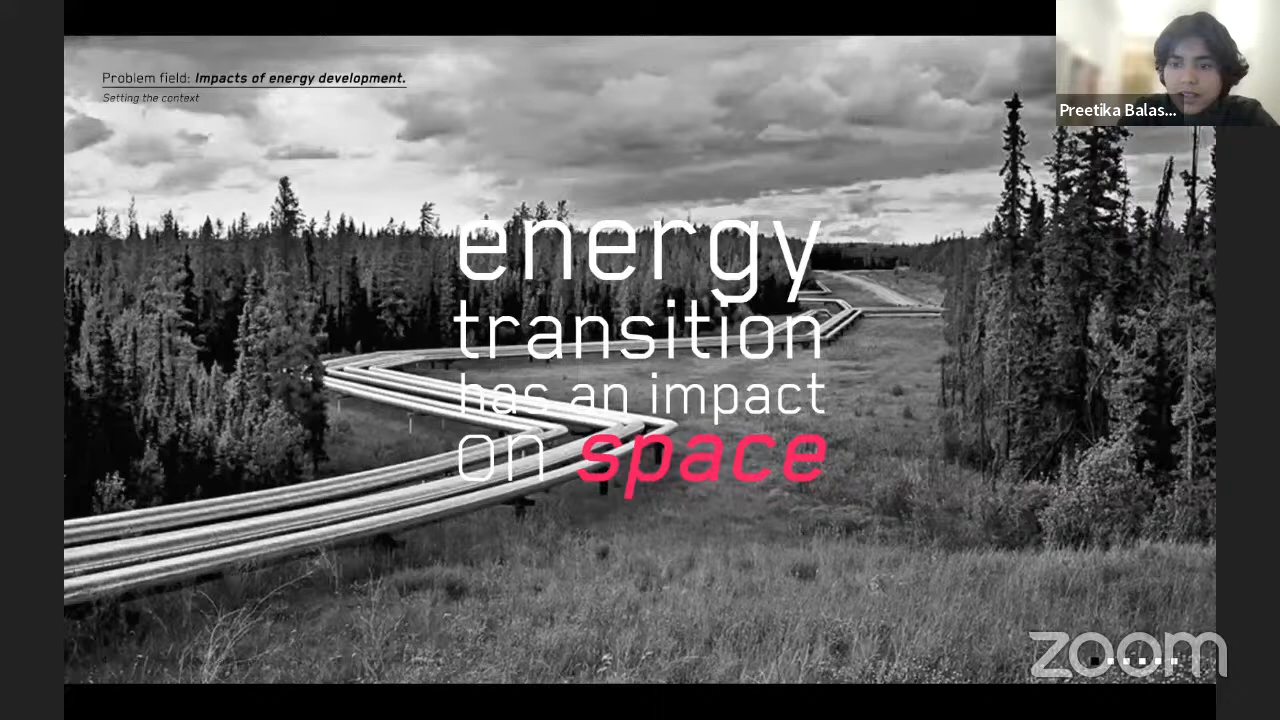 Problem field: Impacts of energy development.
Setting the context
Preetika Balas...
energy
transition
has an impact
on space
zoom